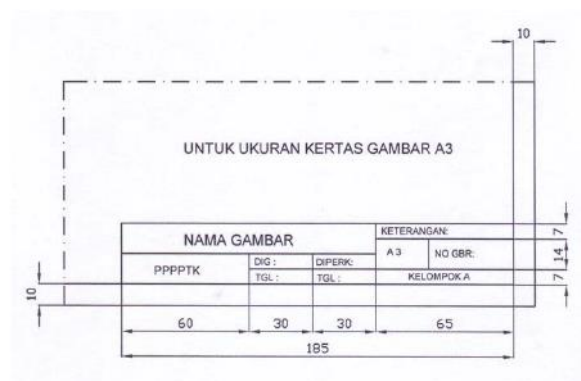 10
UNTUK UKURAN KERTAS GAMBAR A3
NAMA GAMBAR
KETERANGAN:
7
A3
NO GBR:
14
PPPPTK
DIG :
DIPERK:
TGL :
TGL :
KELOMPOK A
7
10
60
30
30
65
185